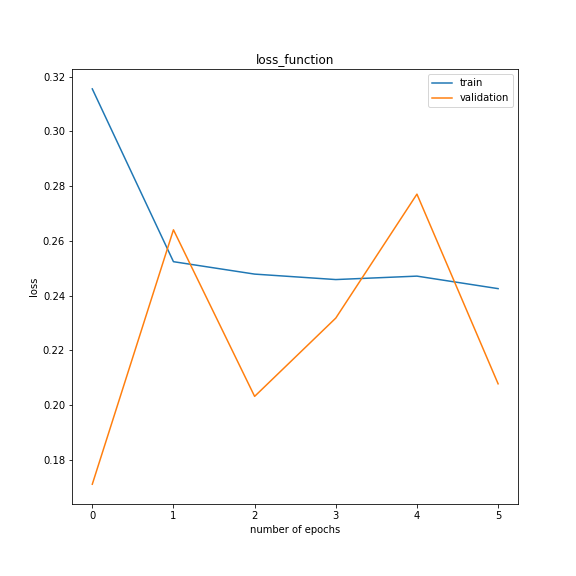 loss_function
train
validation
0.32
0.30
0.28
0.26
0.24
0.22
0.20
0.18
loss
0 1 2 3 4 5
number of epochs